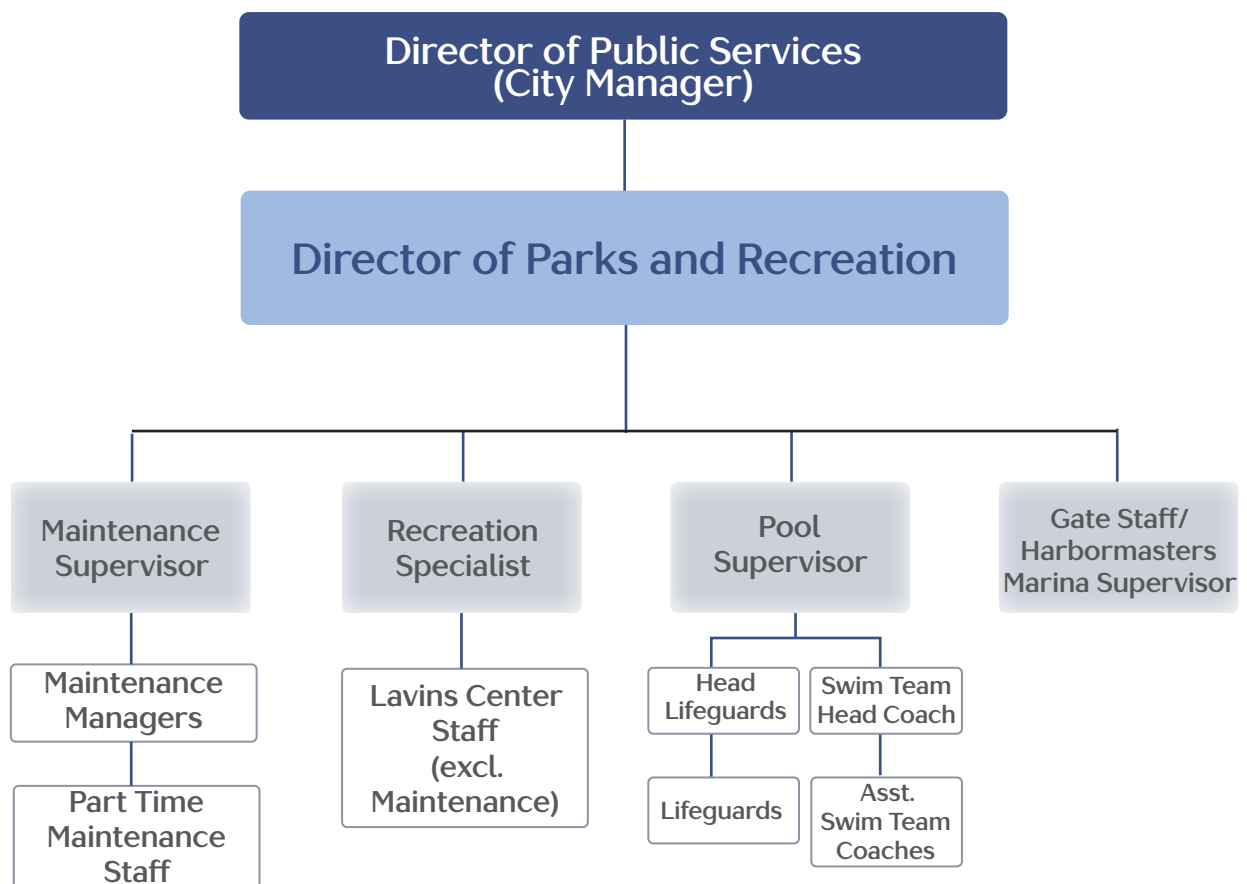 Director of Public Services
(City Manager)
Director of Parks and Recreation
Maintenance
Supervisor
Recreation
Specialist
Pool
Supervisor
Gate Staff/
Harbormasters
Marina Supervisor
Maintenance
Managers
Part Time
Maintenance
Staff
Lavins Center
Staff
(excl.
Maintenance)
Head
Lifeguards
Lifeguards
Swim Team
Head Coach
Asst.
Swim Team
Coaches